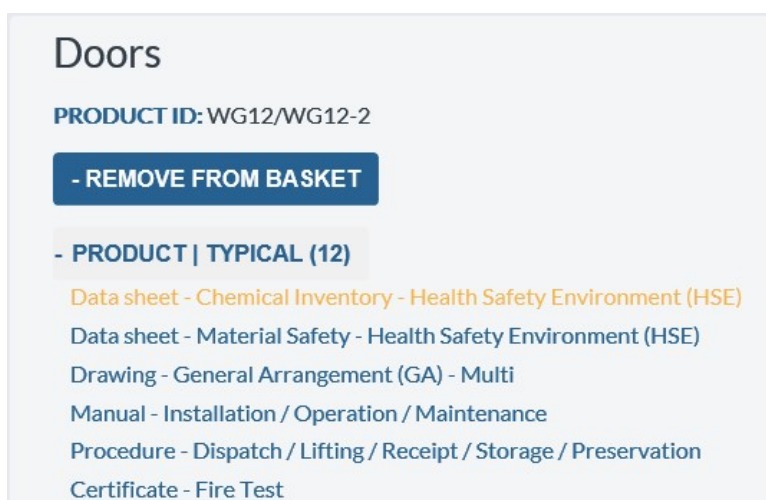 Doors
PRODUCT ID: WG12/WG12-2
- REMOVE FROM BASKET
- PRODUCT | TYPICAL (12)
Data sheet - Chemical Inventory - Health Safety Environment (HSE)
Data sheet - Material Safety - Health Safety Environment (HSE)
Drawing - General Arrangement (GA) - Multi
Manual - Installation / Operation / Maintenance
Procedure - Dispatch / Lifting / Receipt / Storage / Preservation
Certificate - Fire Test